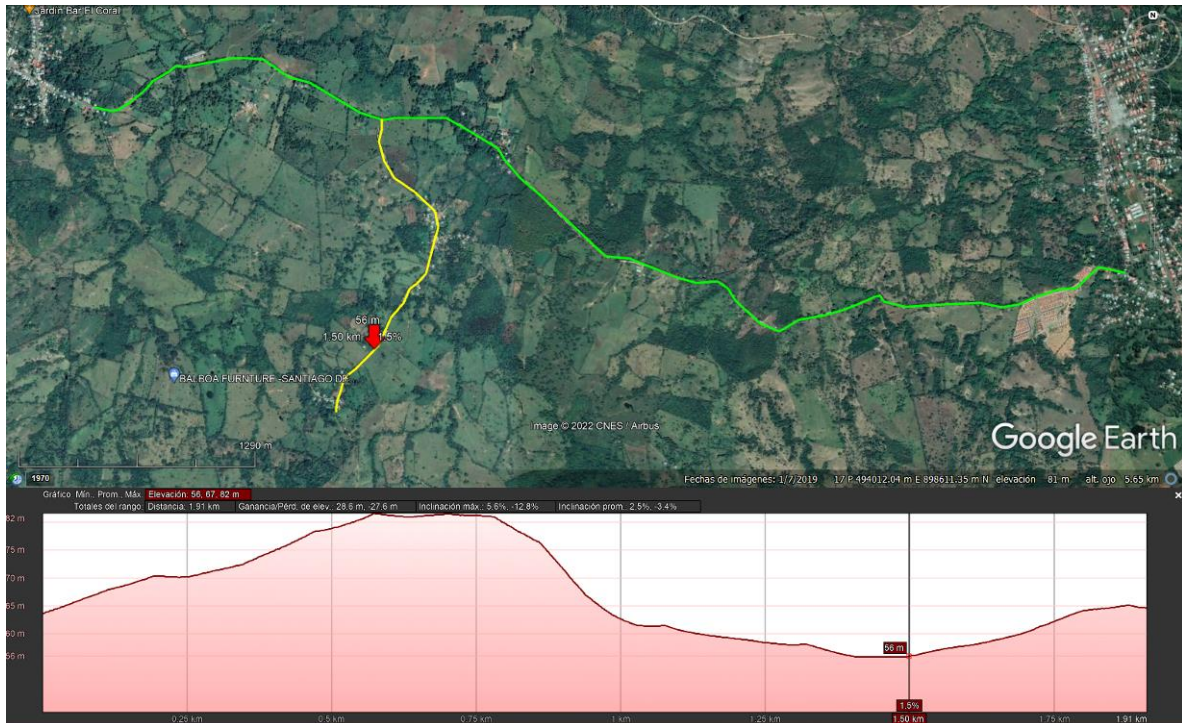 Jardín Bar El Coral
N
56 m
1.50 km 1.5%
BALBOA FURNTURE -SANTIAGO DE...
Image © 2022 CNES / Airbus
1290 m
Google Earth
1970
Fechas de imágenes: 1/7/2019 17 P 494012.04 m E 898611.35 m N elevación 81 m alt. ojo 5.65 km
Gráfico Mín., Prom., Máx. Elevación: 56, 67, 82 m
Totales del rango: Distancia: 1.91 km Ganancia/Pérd. de elev.: 28.6 m, -27.6 m Inclinación máx.: 5.6%, -12.8% Inclinación prom.: 2.5%, -3.4%
82 m
75 m
70 m
65 m
60 m
56 m
56 m
1.5%
0.25 km 0.5 km 0.75 km 1 km 1.25 km 1.50 km 1.75 km 1.91 km